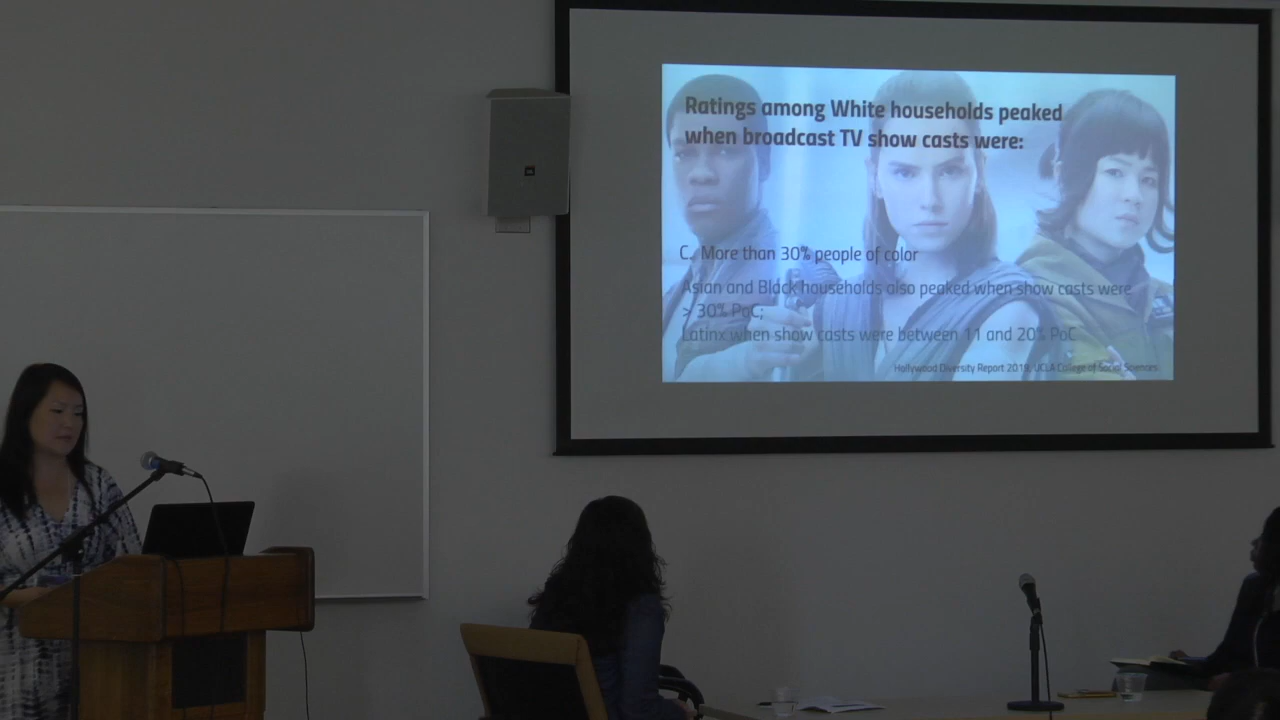 Ratings among White households peaked
when broadcast TV show casts were:
C. More than 30% people of color
Asian and Black households also peaked when show casts were
> 30% PoC;
Latinx when show casts were between 11 and 20% PoC
Hollywood Diversity Report 2019, UCLA College of Social Sciences